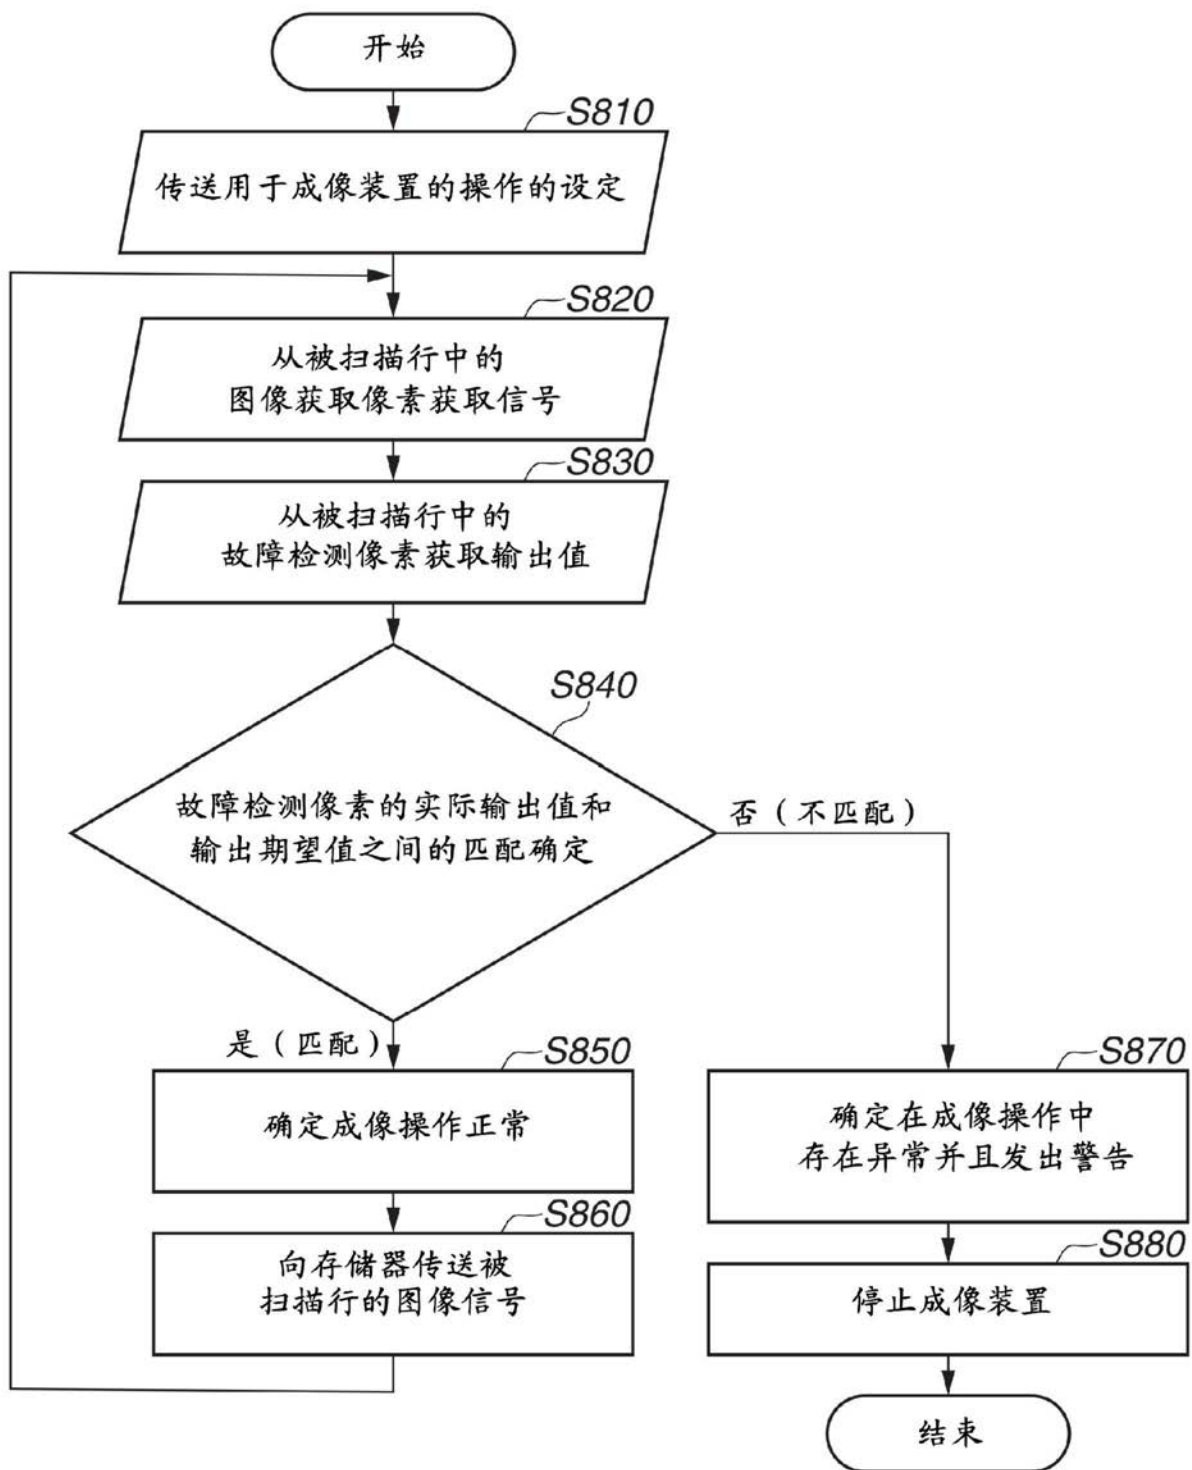 开始
S810
传送用于成像装置的操作的设定
S820
从被扫描行中的
图像获取像素获取信号
S830
从被扫描行中的
故障检测像素获取输出值
S840
故障检测像素的实际输出值和
输出期望值之间的匹配确定
否（不匹配）
是（匹配）
S850
确定成像操作正常
S860
向存储器传送被
扫描行的图像信号
S870
确定在成像操作中
存在异常并且发出警告
S880
停止成像装置
结束